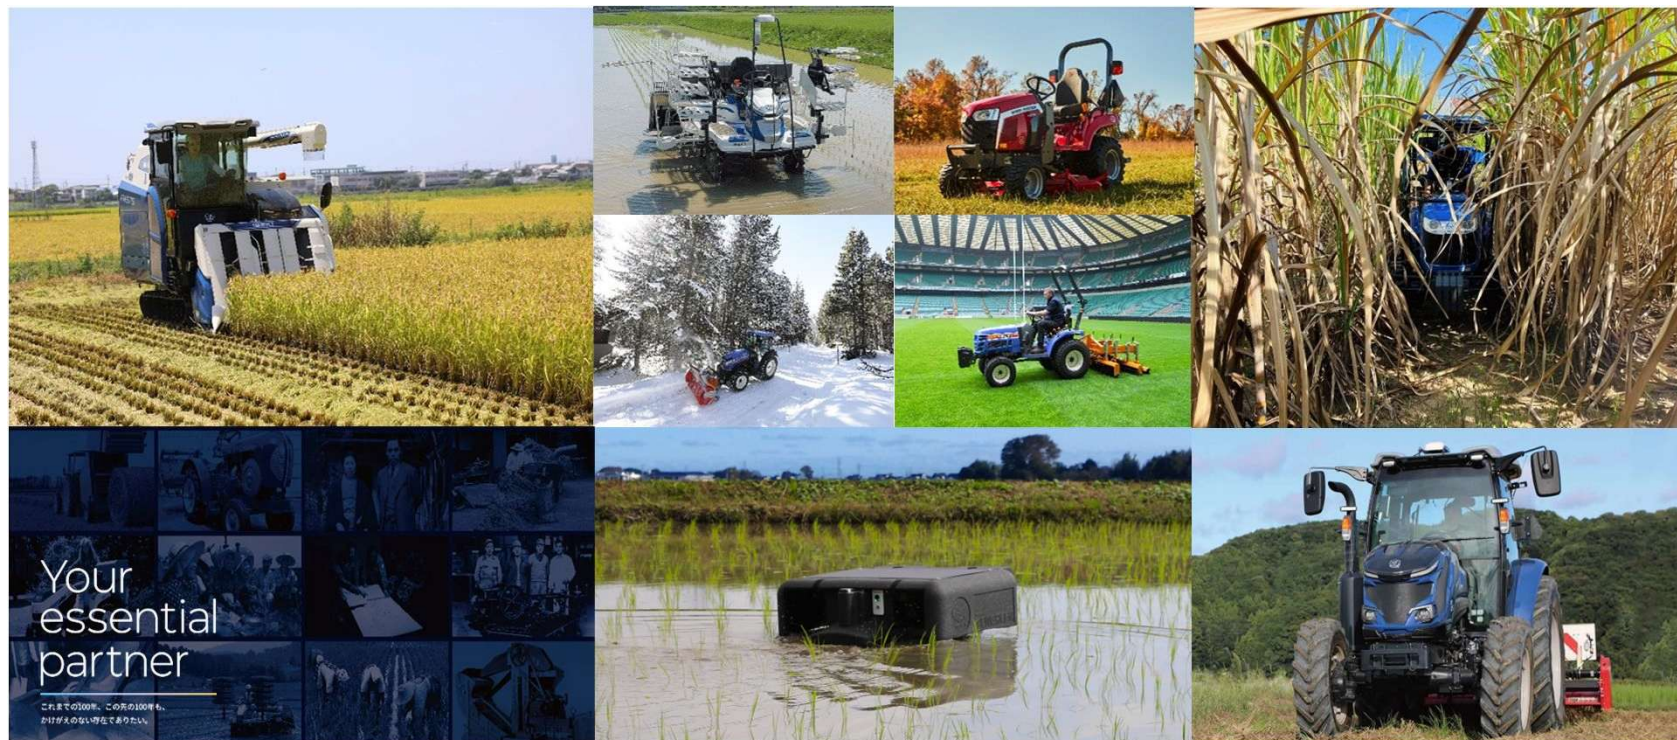 Your
essential
partner
これまでの100年、この先の100年も、
かけがえのない存在でありたい。